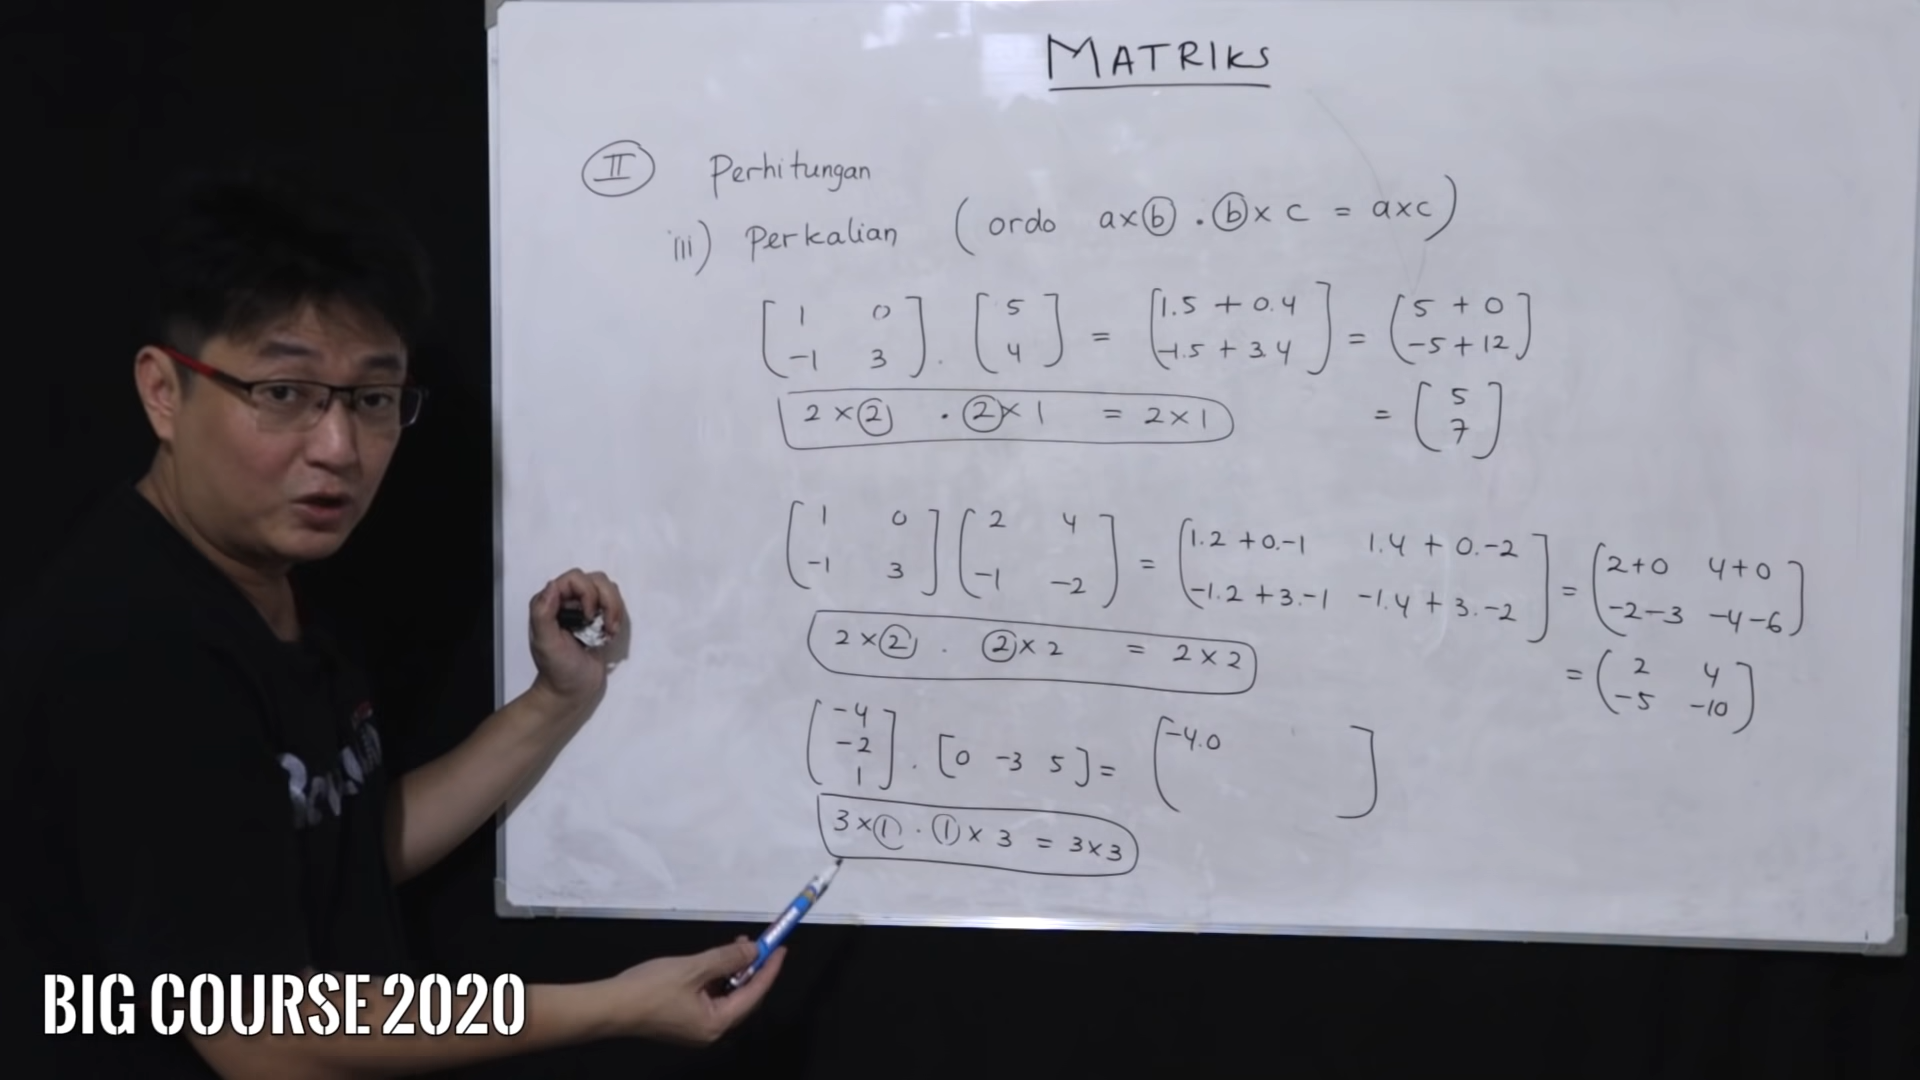 MATRIKS
II Perhitungan
iii) Perkalian (ordo a×b . b×c = a×c)
[1 0] . [5] = [1.5 + 0.4] = [5 + 0]
[-1 3] [4] [-1.5 + 3.4] [-5+12]
2×2 . 2×1 = 2×1 = [5]
[7]
[1 0] [2 4] = [1.2 +0.-1 1.4 + 0.-2] = [2+0 4+0]
[-1 3] [-1 -2] [-1.2 +3.-1 -1.4 + 3.-2] [-2-3 -4-6]
2×2 . 2×2 = 2×2 = [2 4]
[-5 -10]
[-4] [-4.0 ]
[-2] . [0 -3 5] =
[1]
3×1 . 1×3 = 3×3
BIG COURSE 2020